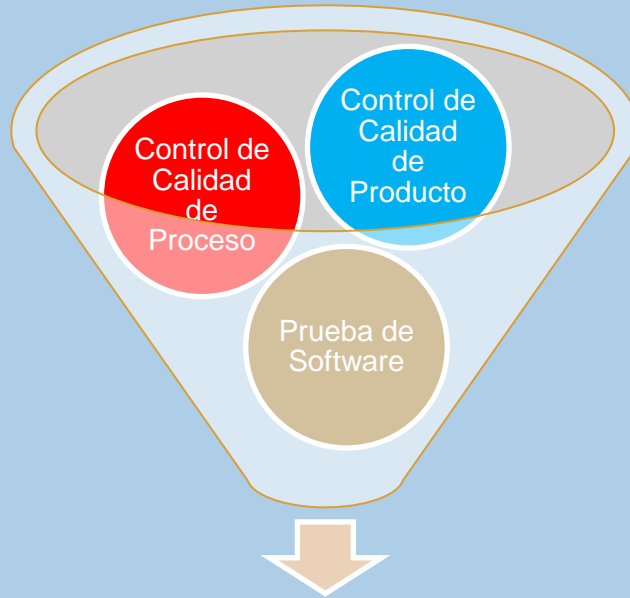 Control de
Calidad
de
Proceso
Control de
Calidad
de
Producto
Prueba de
Software